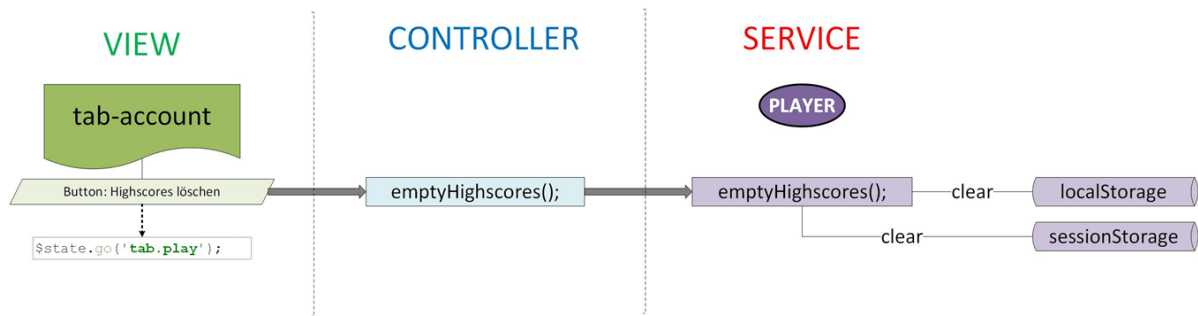 VIEW
CONTROLLER
SERVICE
tab-account
PLAYER
Button: Highscores löschen
emptyHighscores();
emptyHighscores();
clear
localStorage
clear
sessionStorage
$state.go('tab.play');